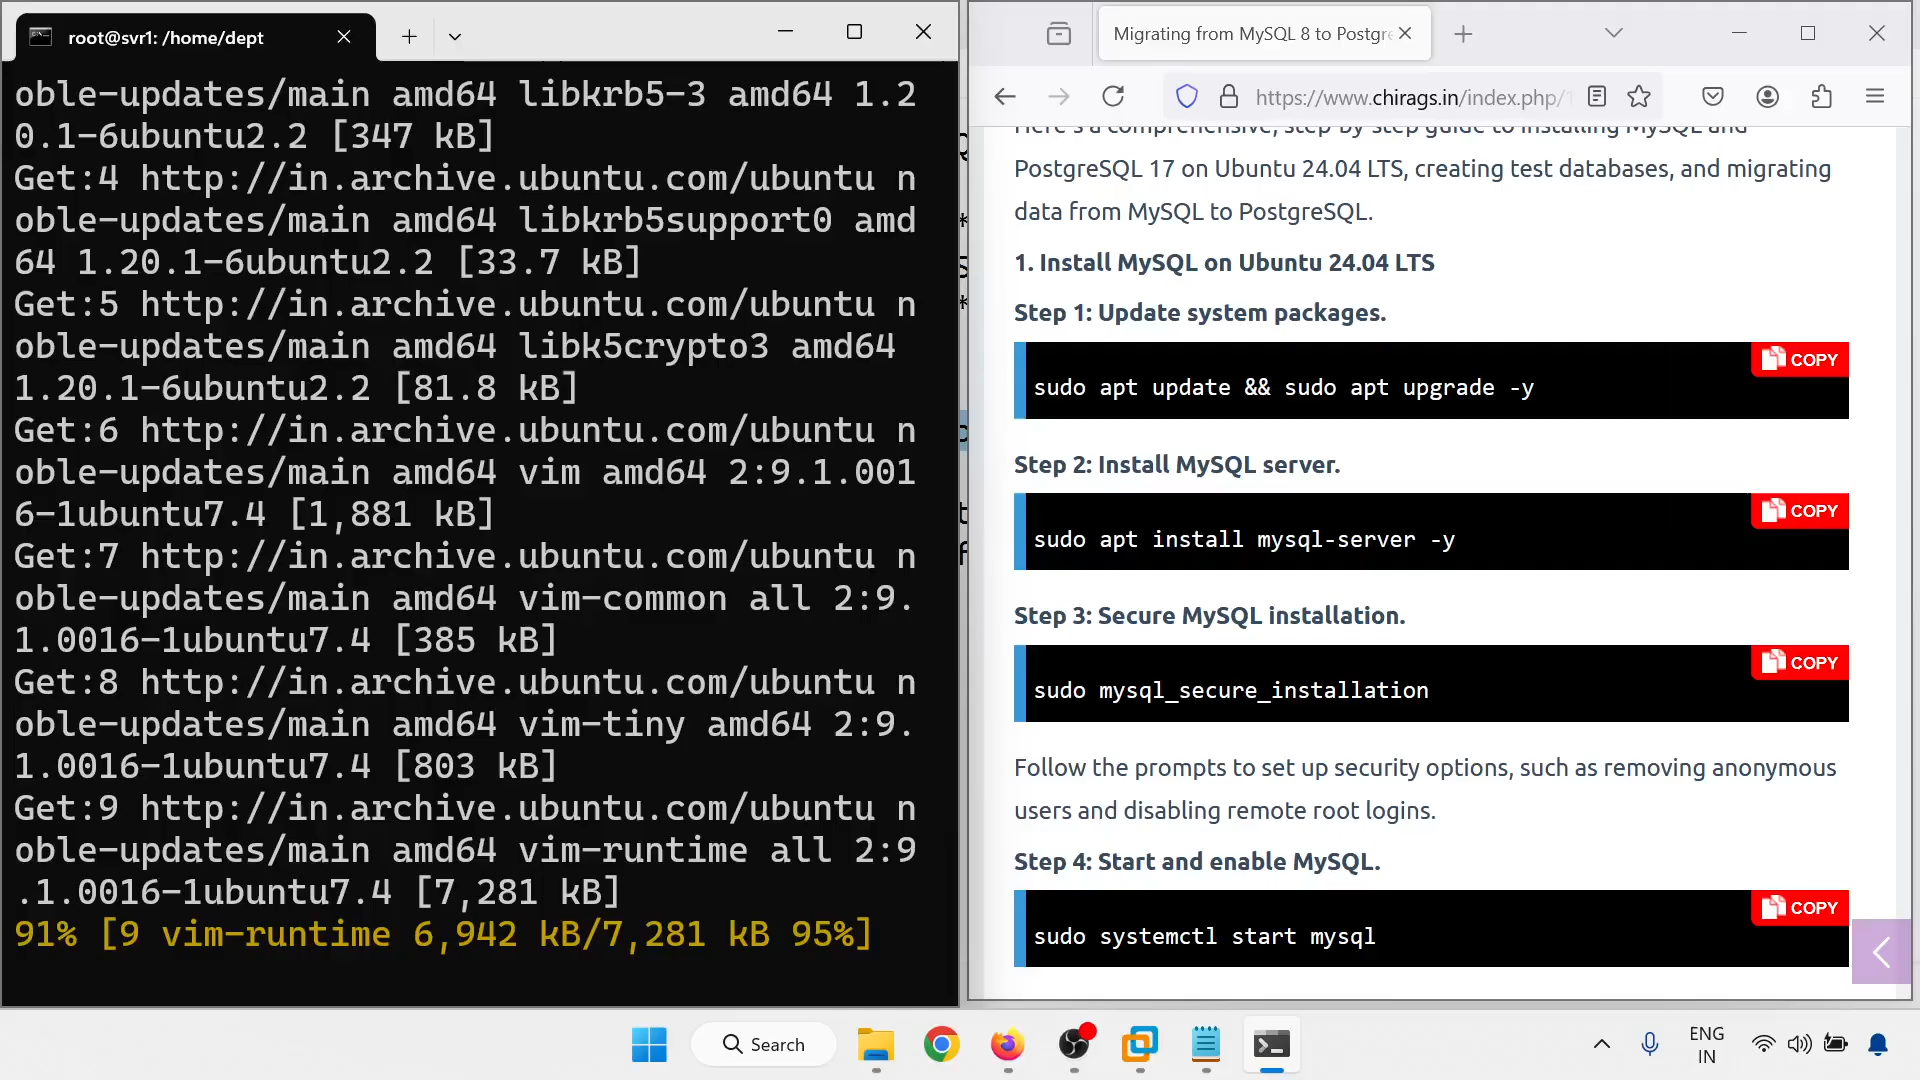 root@svr1: /home/dept
oble-updates/main amd64 libkrb5-3 amd64 1.2
0.1-6ubuntu2.2 [347 kB]
Get:4 http://in.archive.ubuntu.com/ubuntu n
oble-updates/main amd64 libkrb5support0 amd
64 1.20.1-6ubuntu2.2 [33.7 kB]
Get:5 http://in.archive.ubuntu.com/ubuntu n
oble-updates/main amd64 libk5crypto3 amd64
1.20.1-6ubuntu2.2 [81.8 kB]
Get:6 http://in.archive.ubuntu.com/ubuntu n
oble-updates/main amd64 vim amd64 2:9.1.001
6-1ubuntu7.4 [1,881 kB]
Get:7 http://in.archive.ubuntu.com/ubuntu n
oble-updates/main amd64 vim-common all 2:9.
1.0016-1ubuntu7.4 [385 kB]
Get:8 http://in.archive.ubuntu.com/ubuntu n
oble-updates/main amd64 vim-tiny amd64 2:9.
1.0016-1ubuntu7.4 [803 kB]
Get:9 http://in.archive.ubuntu.com/ubuntu n
oble-updates/main amd64 vim-runtime all 2:9
.1.0016-1ubuntu7.4 [7,281 kB]
91% [9 vim-runtime 6,942 kB/7,281 kB 95%]
Migrating from MySQL 8 to Postgre
https://www.chirags.in/index.php/1
Here's a comprehensive, step-by-step guide to installing MySQL and
PostgreSQL 17 on Ubuntu 24.04 LTS, creating test databases, and migrating
data from MySQL to PostgreSQL.
1. Install MySQL on Ubuntu 24.04 LTS
Step 1: Update system packages.
COPY
sudo apt update && sudo apt upgrade -y
Step 2: Install MySQL server.
COPY
sudo apt install mysql-server -y
Step 3: Secure MySQL installation.
COPY
sudo mysql_secure_installation
Follow the prompts to set up security options, such as removing anonymous
users and disabling remote root logins.
Step 4: Start and enable MySQL.
COPY
sudo systemctl start mysql
Search
ENG
IN